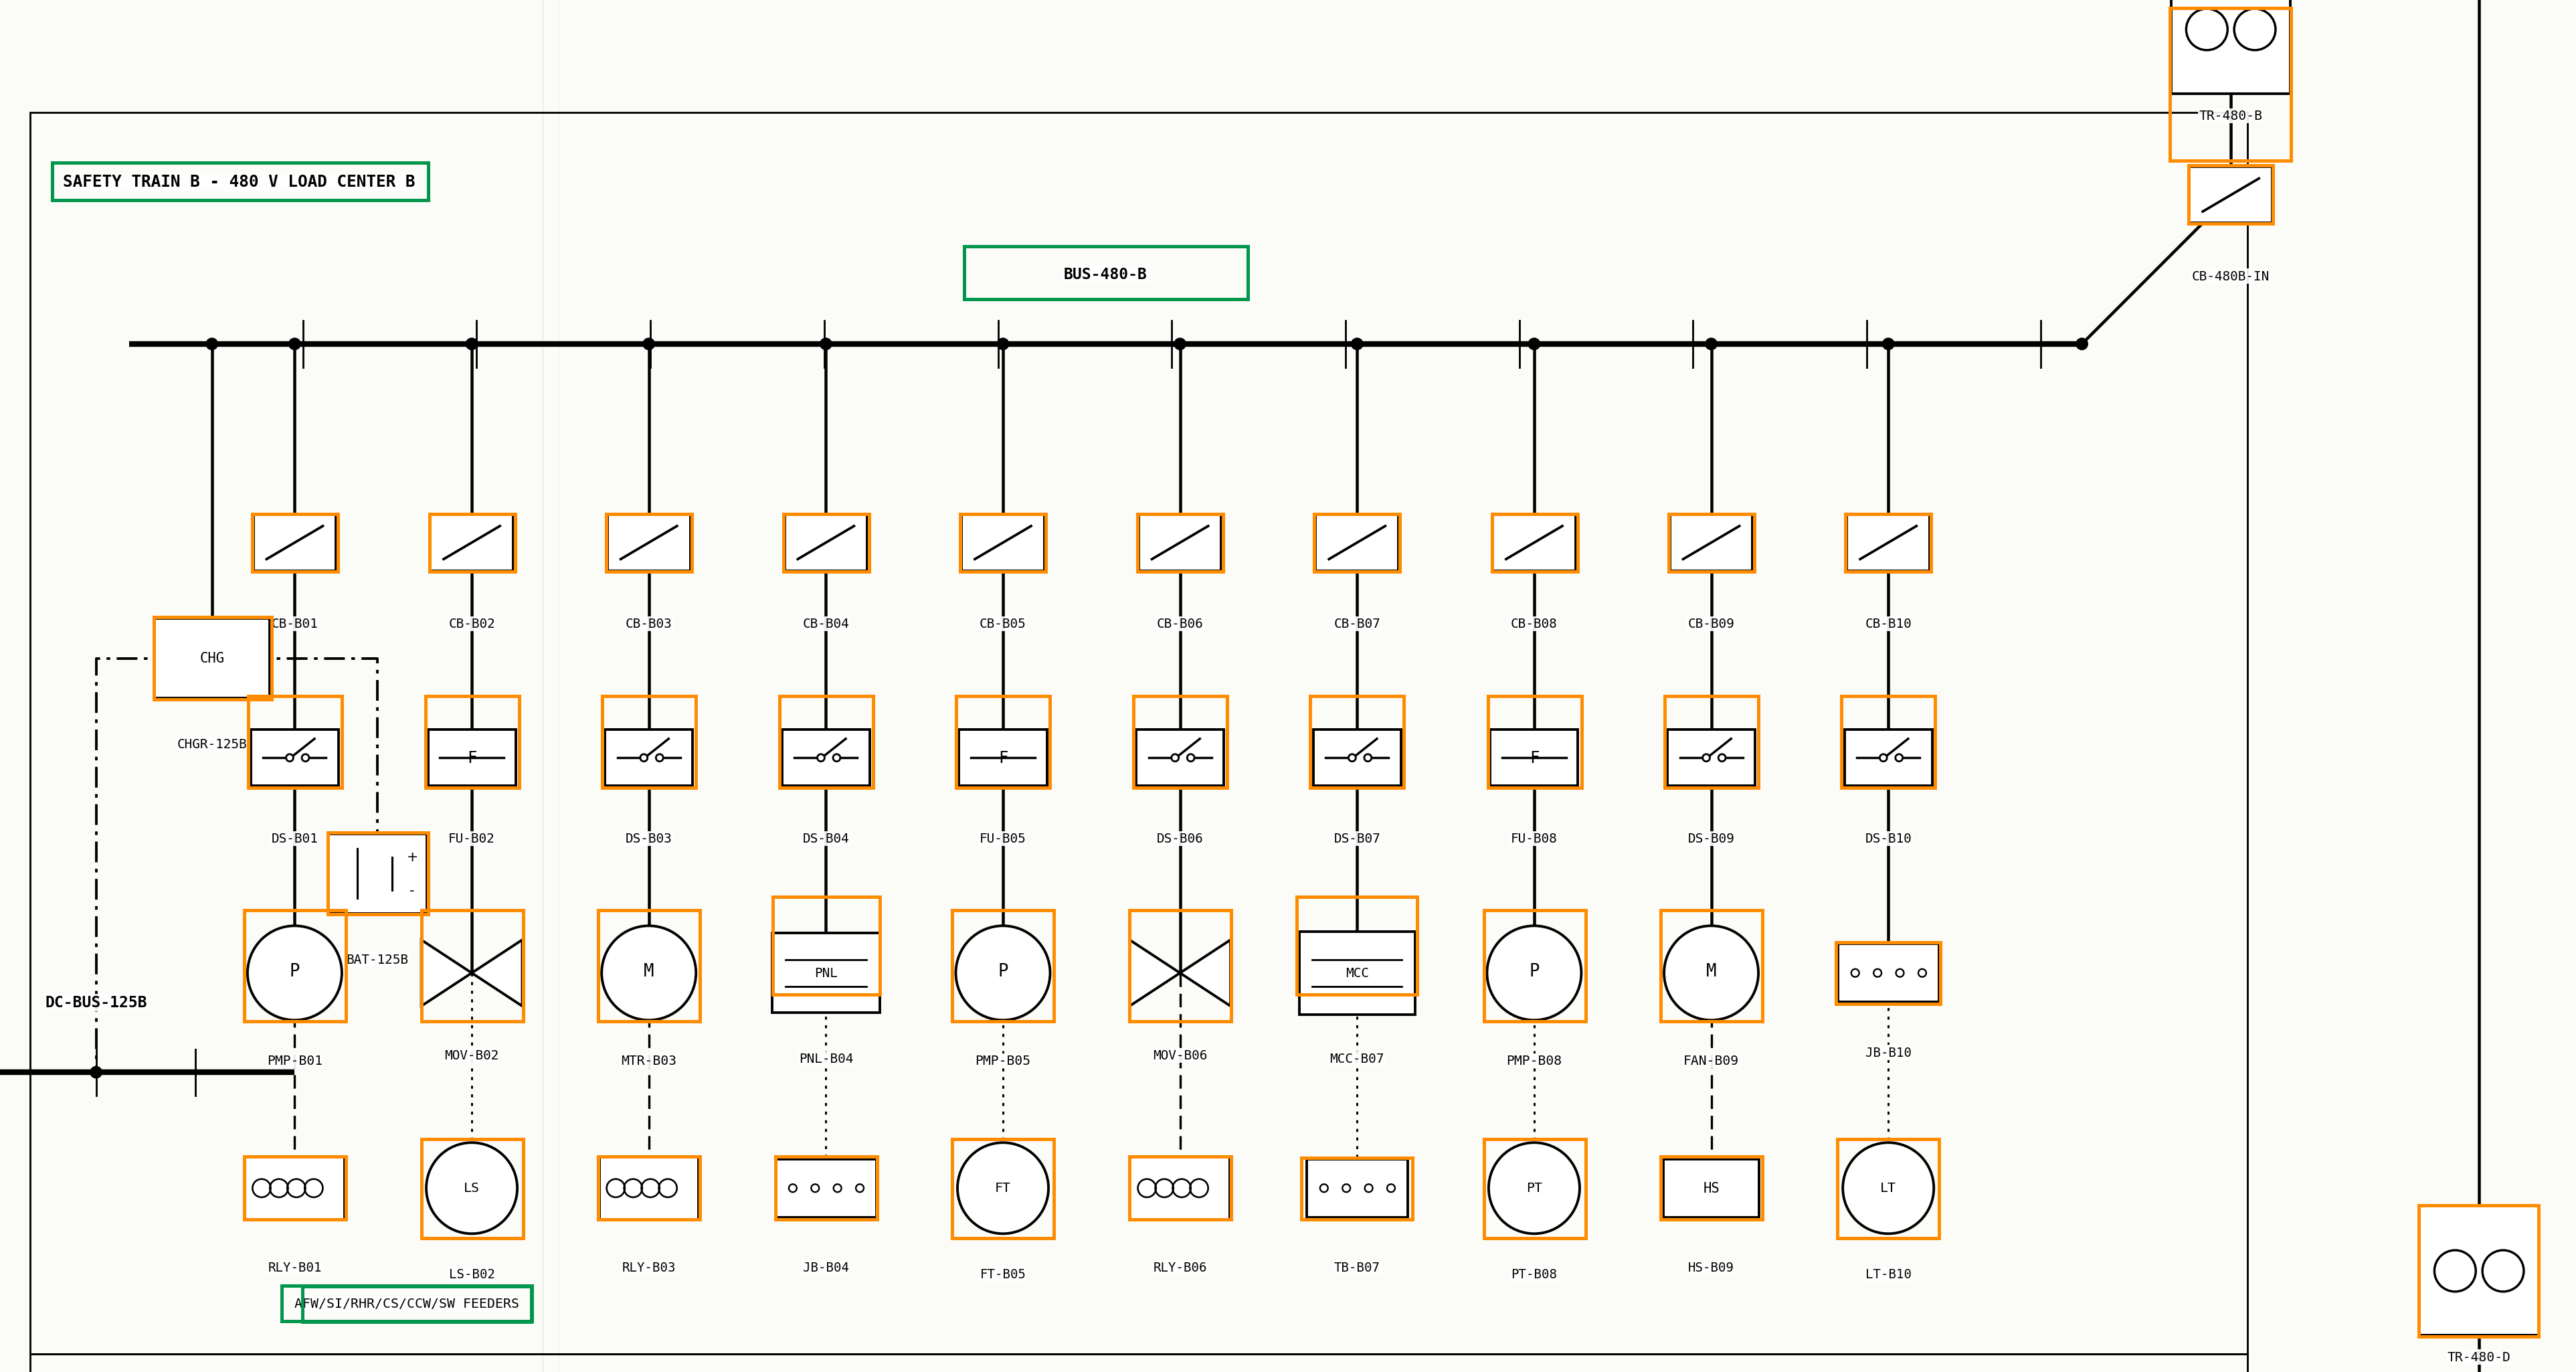 TR-480-B
SAFETY TRAIN B - 480 V LOAD CENTER B
BUS-480-B
CB-480B-IN
CB-B01 CB-B02 CB-B03 CB-B04 CB-B05 CB-B06 CB-B07 CB-B08 CB-B09 CB-B10
CHG
CHGR-125B
F F F
DS-B01 FU-B02 DS-B03 DS-B04 FU-B05 DS-B06 DS-B07 FU-B08 DS-B09 DS-B10
+
-
BAT-125B
P M PNL P MCC P M
DC-BUS-125B
PMP-B01 MOV-B02 MTR-B03 PNL-B04 PMP-B05 MOV-B06 MCC-B07 PMP-B08 FAN-B09 JB-B10
LS FT PT HS LT
RLY-B01 LS-B02 RLY-B03 JB-B04 FT-B05 RLY-B06 TB-B07 PT-B08 HS-B09 LT-B10
AFW/SI/RHR/CS/CCW/SW FEEDERS
TR-480-D